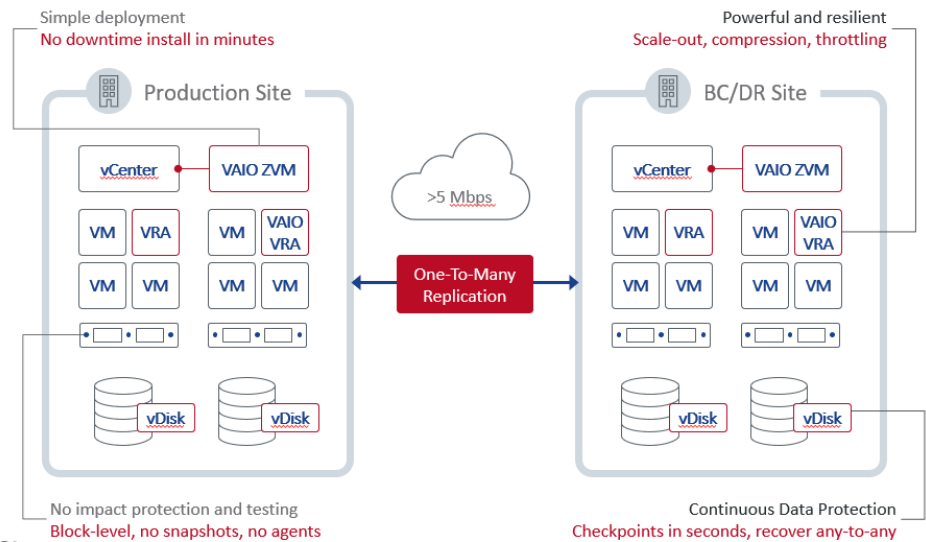 Simple deployment
No downtime install in minutes
Powerful and resilient
Scale-out, compression, throttling
Production Site
BC/DR Site
vCenter
VAIO ZVM
>5 Mbps
vCenter
VAIO ZVM
VM
VRA
VM
VAIO
VRA
VM
VRA
VM
VAIO
VRA
One-To-Many
Replication
VM
VM
VM
VM
VM
VM
VM
VM
vDisk
vDisk
vDisk
vDisk
No impact protection and testing
Block-level, no snapshots, no agents
Continuous Data Protection
Checkpoints in seconds, recover any-to-any